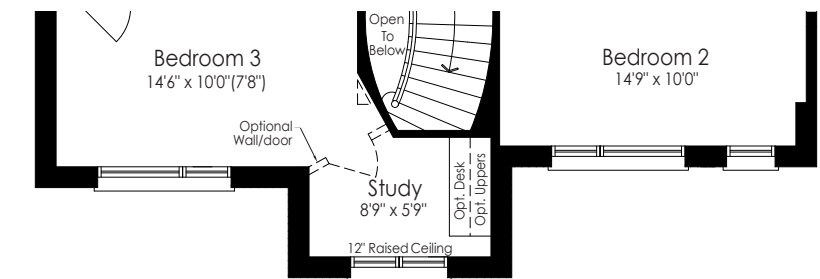 Open
To
Below
Bedroom 3
14'6" x 10'0"(7'8")
Bedroom 2
14'9" x 10'0"
Optional
Wall/door
Study
8'9" x 5'9"
Opt. Desk
Opt. Uppers
12" Raised Ceiling